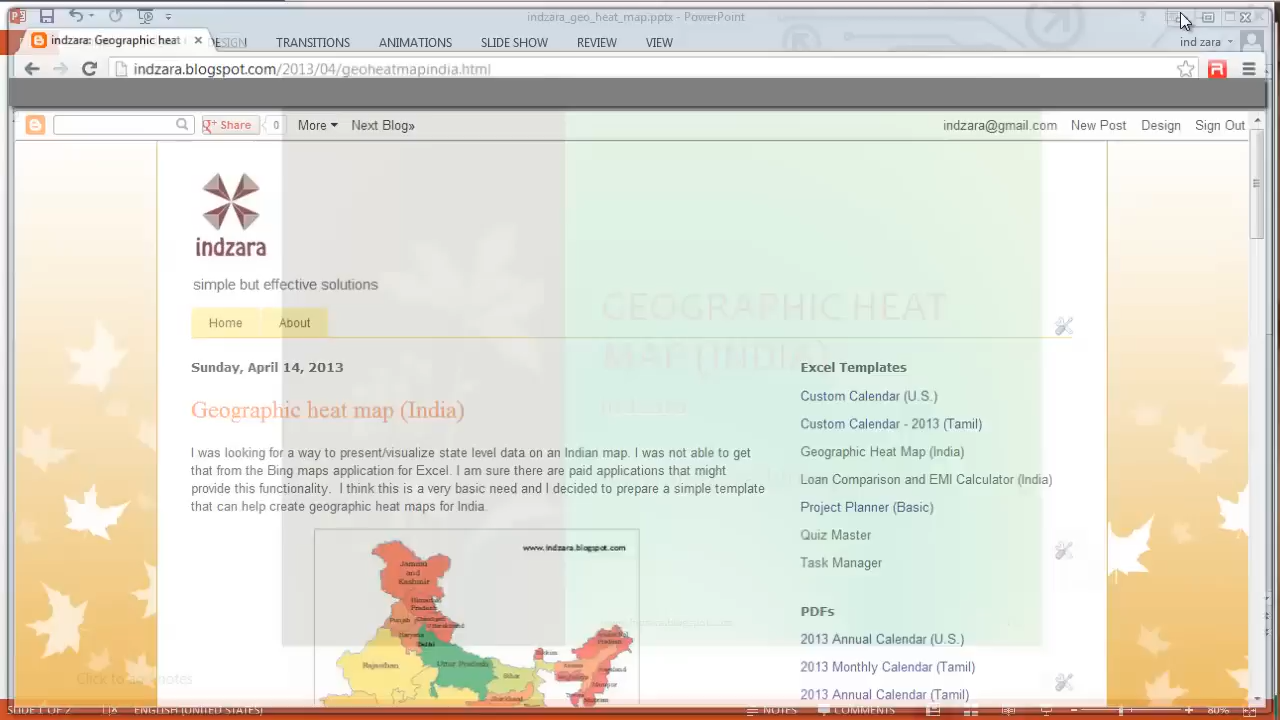 indzara_geo_heat_map.pptx - PowerPoint
indzara: Geographic heat
DESIGN TRANSITIONS ANIMATIONS SLIDE SHOW REVIEW VIEW
ind zara
indzara.blogspot.com/2013/04/geoheatmapindia.html
Share 0 More Next Blog»
indzara@gmail.com New Post Design Sign Out
indzara
simple but effective solutions
Home About
GEOGRAPHIC HEAT
MAP (INDIA)
Sunday, April 14, 2013
Geographic heat map (India)
I was looking for a way to present/visualize state level data on an Indian map. I was not able to get
that from the Bing maps application for Excel. I am sure there are paid applications that might
provide this functionality. I think this is a very basic need and I decided to prepare a simple template
that can help create geographic heat maps for India.
www.indzara.blogspot.com
Jammu
and
Kashmir
Himachal
Pradesh
Punjab
Haryana
Delhi
Rajasthan
Uttar Pradesh
Bihar
Sikkim
Excel Templates
Custom Calendar (U.S.)
Custom Calendar - 2013 (Tamil)
Geographic Heat Map (India)
Loan Comparison and EMI Calculator (India)
Project Planner (Basic)
Quiz Master
Task Manager
PDFs
2013 Annual Calendar (U.S.)
2013 Monthly Calendar (Tamil)
2013 Annual Calendar (Tamil)
Click to add notes
SLIDE 1 OF 2 ENGLISH (UNITED STATES) NOTES COMMENTS 80%